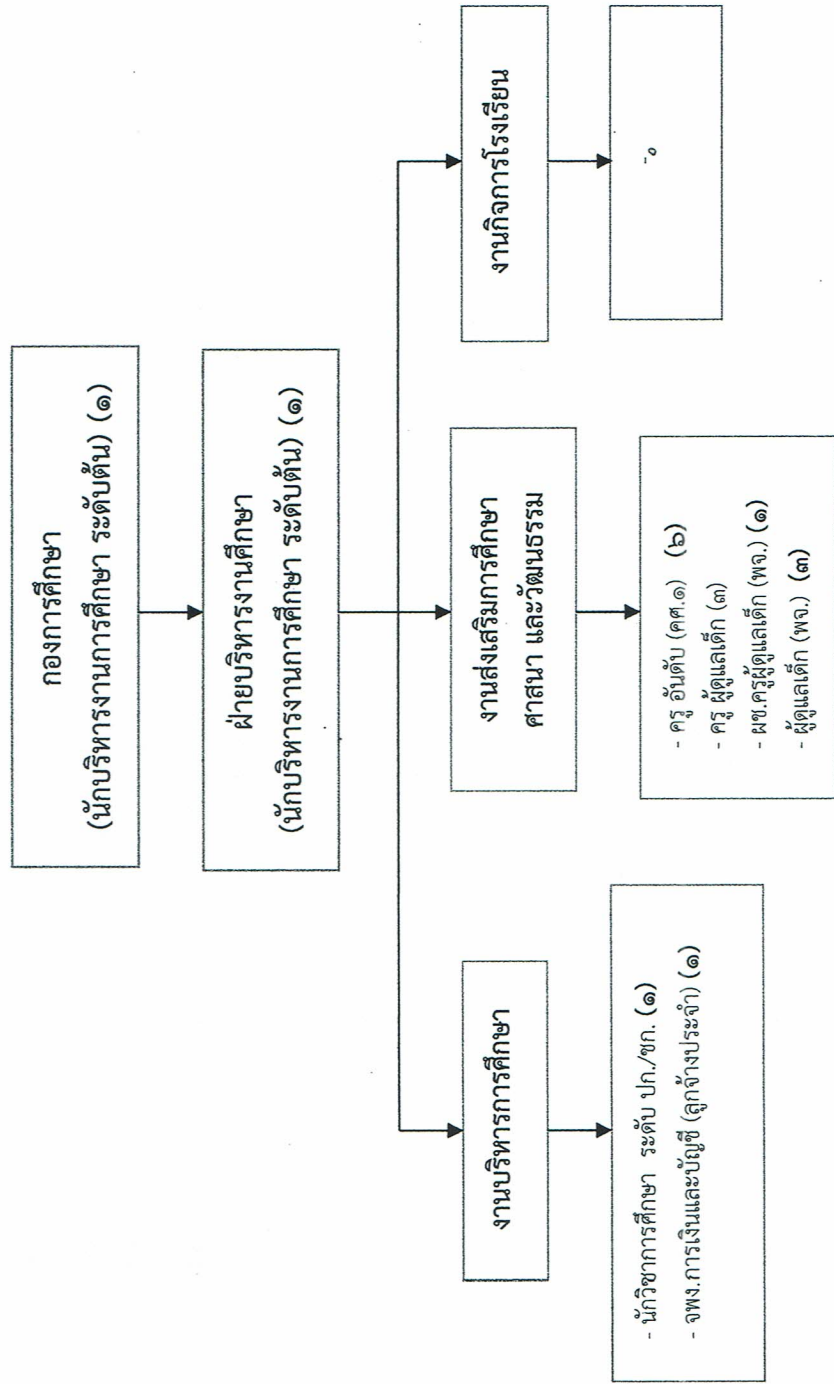 กองการศึกษา
(นักบริหารงานการศึกษา ระดับต้น) (๑)
ฝ่ายบริหารงานศึกษา
(นักบริหารงานการศึกษา ระดับต้น) (๑)
งานบริหารการศึกษา
- นักวิชาการศึกษา ระดับ ปก./ชก. (๑)
- จพง.การเงินและบัญชี (ลูกจ้างประจำ) (๑)
งานส่งเสริมการศึกษา
ศาสนา และวัฒนธรรม
- ครู อันดับ (คศ.๑) (๖)
- ครู ผู้ดูแลเด็ก (๓)
- ผช.ครูผู้ดูแลเด็ก (พจ.) (๑)
- ผู้ดูแลเด็ก (พจ.) (๓)
งานกิจการโรงเรียน
-๐